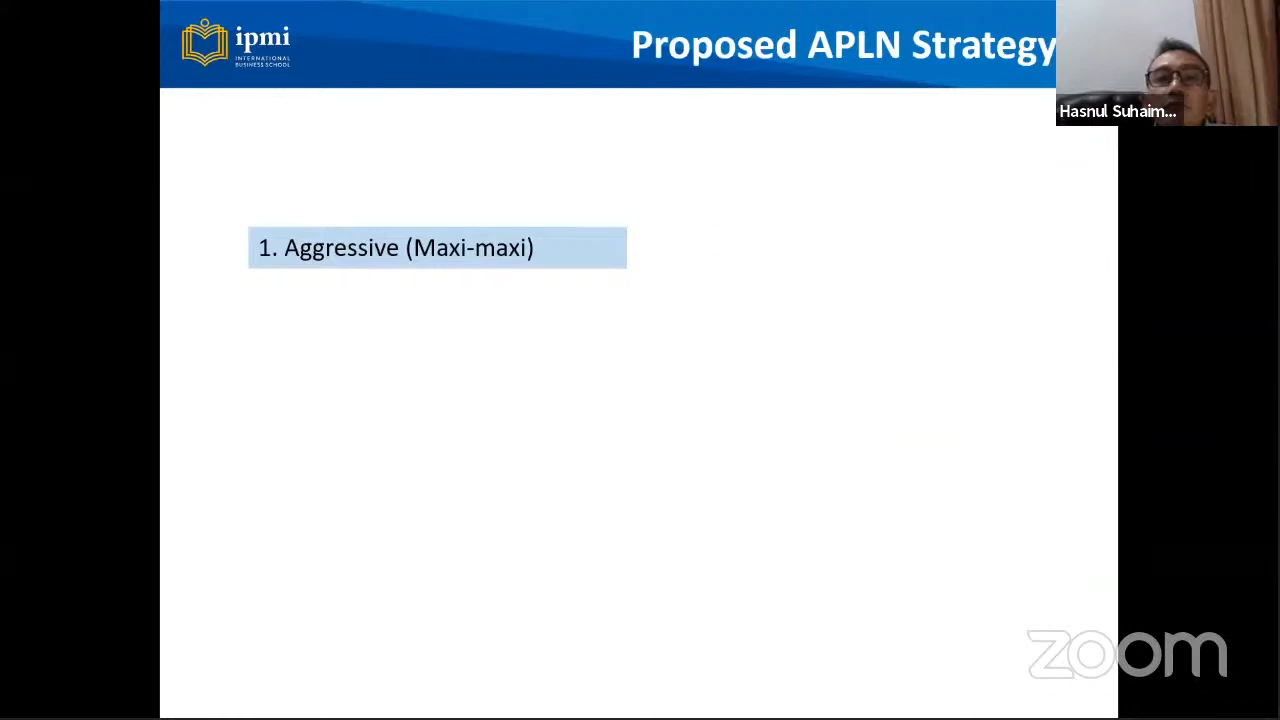 ipmi
INTERNATIONAL
BUSINESS SCHOOL
Proposed APLN Strategy
Hasnul Suhaim...
1. Aggressive (Maxi-maxi)
zoom